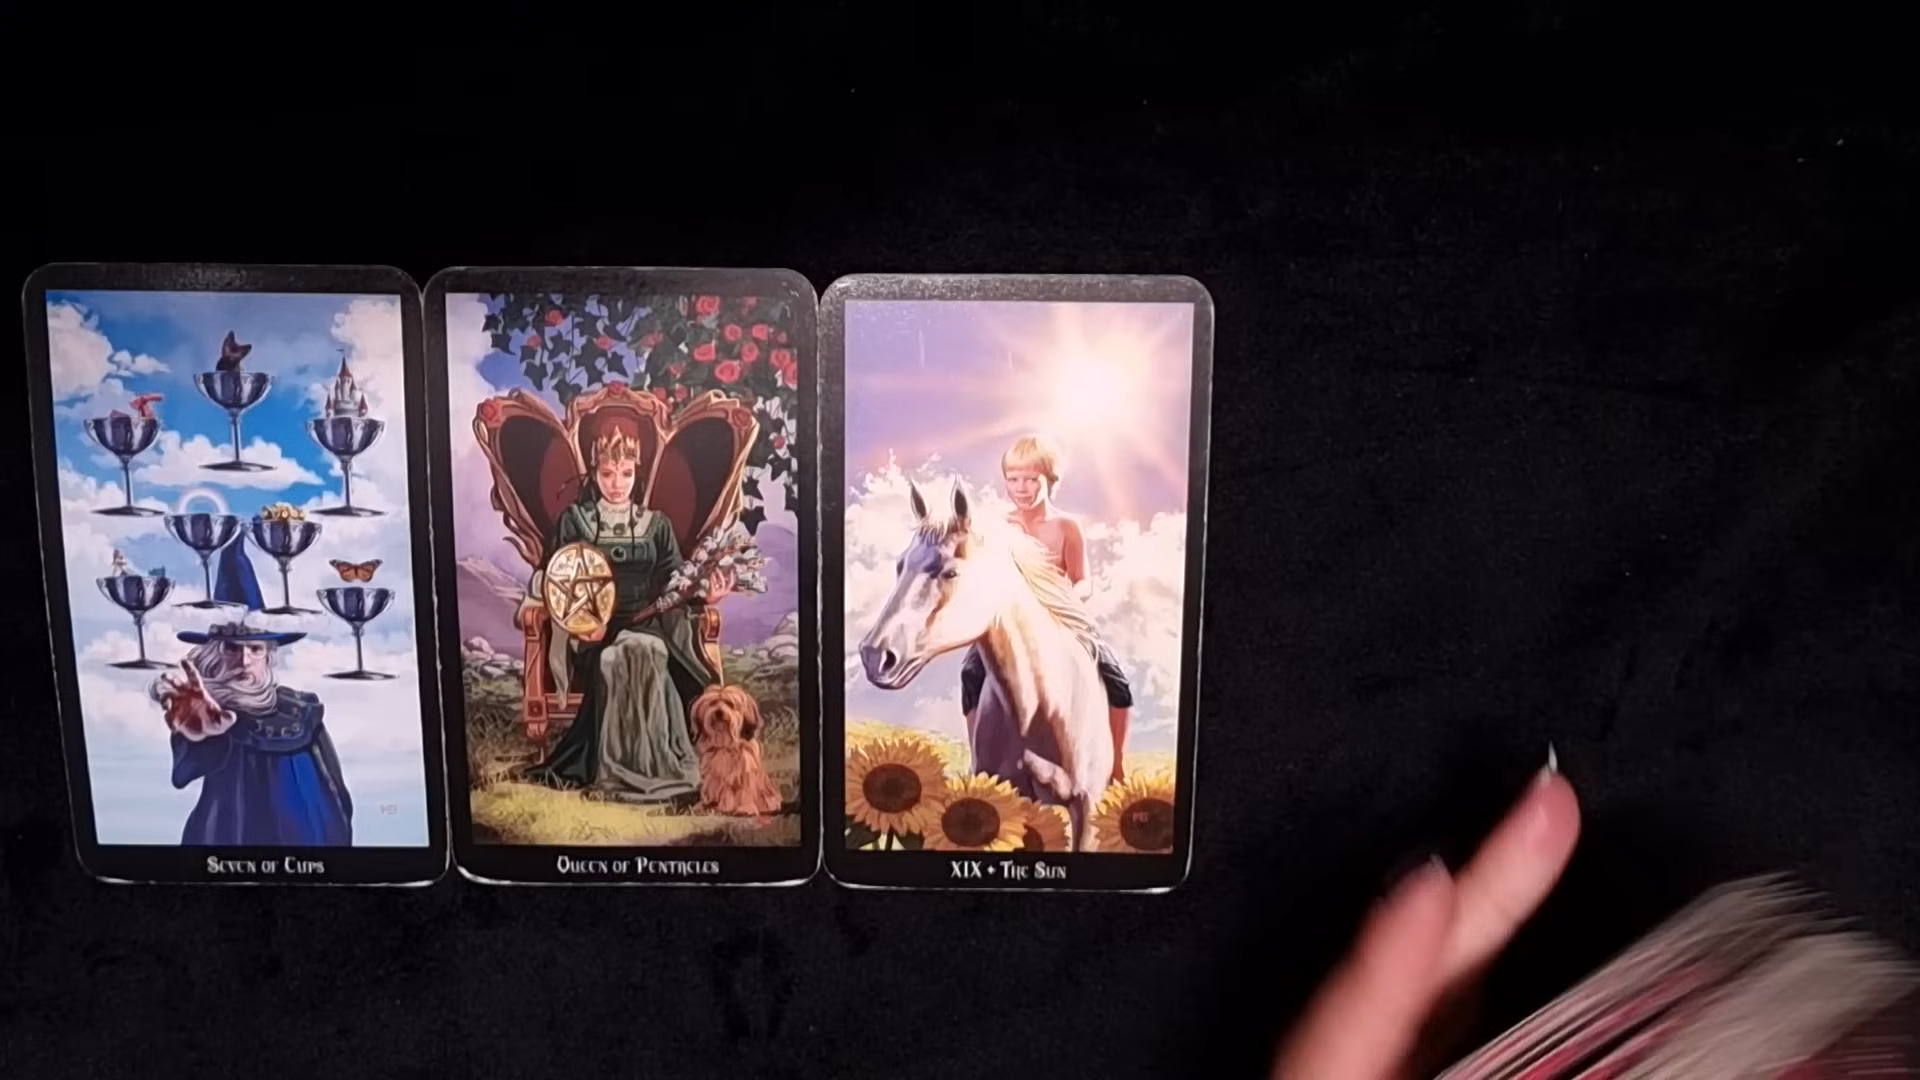 Seven of Cups
Queen of Pentacles
XIX • The Sun